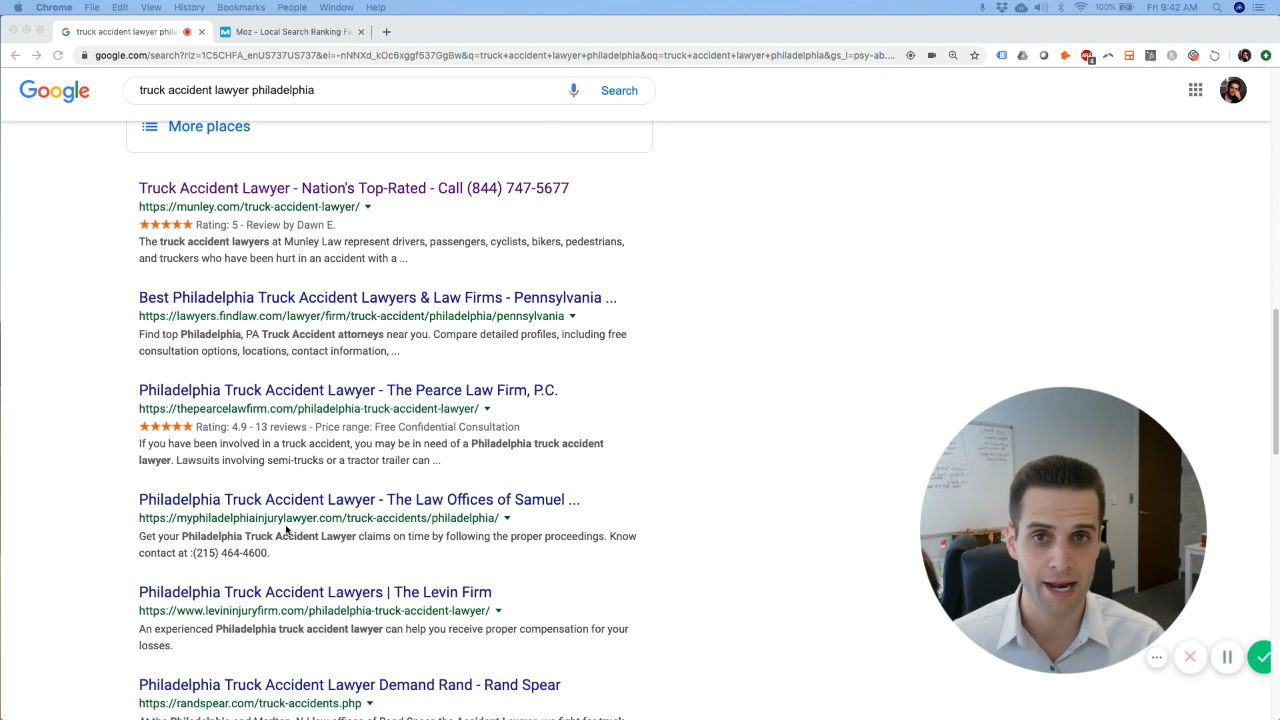 Chrome File Edit View History Bookmarks People Window Help 100% Fri 9:42 AM
truck accident lawyer phila Moz - Local Search Ranking Fa
google.com/search?rlz=1C5CHFA_enUS737US737&ei=-nNNXd_kOc6xggf537GgBw&q=truck+accident+lawyer+philadelphia&oq=truck+accident+lawyer+philadelphia&gs_l=psy-ab....
Google truck accident lawyer philadelphia Search
More places
Truck Accident Lawyer - Nation's Top-Rated - Call (844) 747-5677
https://munley.com/truck-accident-lawyer/
Rating: 5 - Review by Dawn E.
The truck accident lawyers at Munley Law represent drivers, passengers, cyclists, bikers, pedestrians,
and truckers who have been hurt in an accident with a ...
Best Philadelphia Truck Accident Lawyers & Law Firms - Pennsylvania ...
https://lawyers.findlaw.com/lawyer/firm/truck-accident/philadelphia/pennsylvania
Find top Philadelphia, PA Truck Accident attorneys near you. Compare detailed profiles, including free
consultation options, locations, contact information, ...
Philadelphia Truck Accident Lawyer - The Pearce Law Firm, P.C.
https://thepearcelawfirm.com/philadelphia-truck-accident-lawyer/
Rating: 4.9 - 13 reviews - Price range: Free Confidential Consultation
If you have been involved in a truck accident, you may be in need of a Philadelphia truck accident
lawyer. Lawsuits involving semi-trucks or a tractor trailer can ...
Philadelphia Truck Accident Lawyer - The Law Offices of Samuel ...
https://myphiladelphiainjurylawyer.com/truck-accidents/philadelphia/
Get your Philadelphia Truck Accident Lawyer claims on time by following the proper proceedings. Know
contact at :(215) 464-4600.
Philadelphia Truck Accident Lawyers | The Levin Firm
https://www.levininjuryfirm.com/philadelphia-truck-accident-lawyer/
An experienced Philadelphia truck accident lawyer can help you receive proper compensation for your
losses.
Philadelphia Truck Accident Lawyer Demand Rand - Rand Spear
https://randspear.com/truck-accidents.php